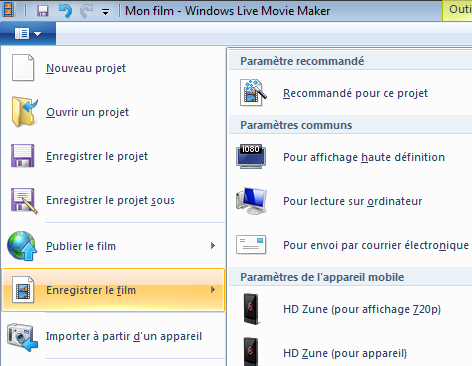 Mon film - Windows Live Movie Maker
Outi
Nouveau projet
Ouvrir un projet
Enregistrer le projet
Enregistrer le projet sous
Publier le film
Enregistrer le film
Importer à partir d'un appareil
Paramètre recommandé
Recommandé pour ce projet
Paramètres communs
1080
Pour affichage haute définition
Pour lecture sur ordinateur
Pour envoi par courrier électronique
Paramètres de l'appareil mobile
HD Zune (pour affichage 720p)
HD Zune (pour appareil)